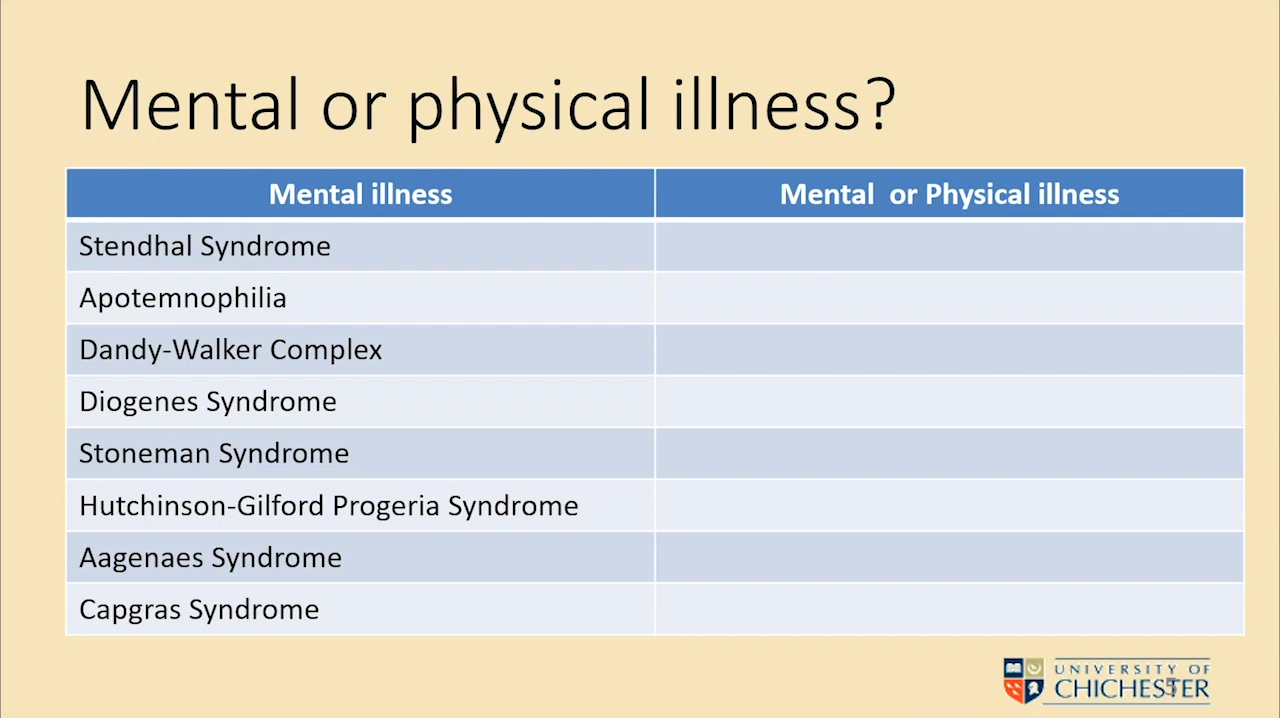 Mental or physical illness?
Mental illness
Mental or Physical illness
Stendhal Syndrome
Apotemnophilia
Dandy-Walker Complex
Diogenes Syndrome
Stoneman Syndrome
Hutchinson-Gilford Progeria Syndrome
Aagenaes Syndrome
Capgras Syndrome
UNIVERSITY OF
CHICHESTER
5